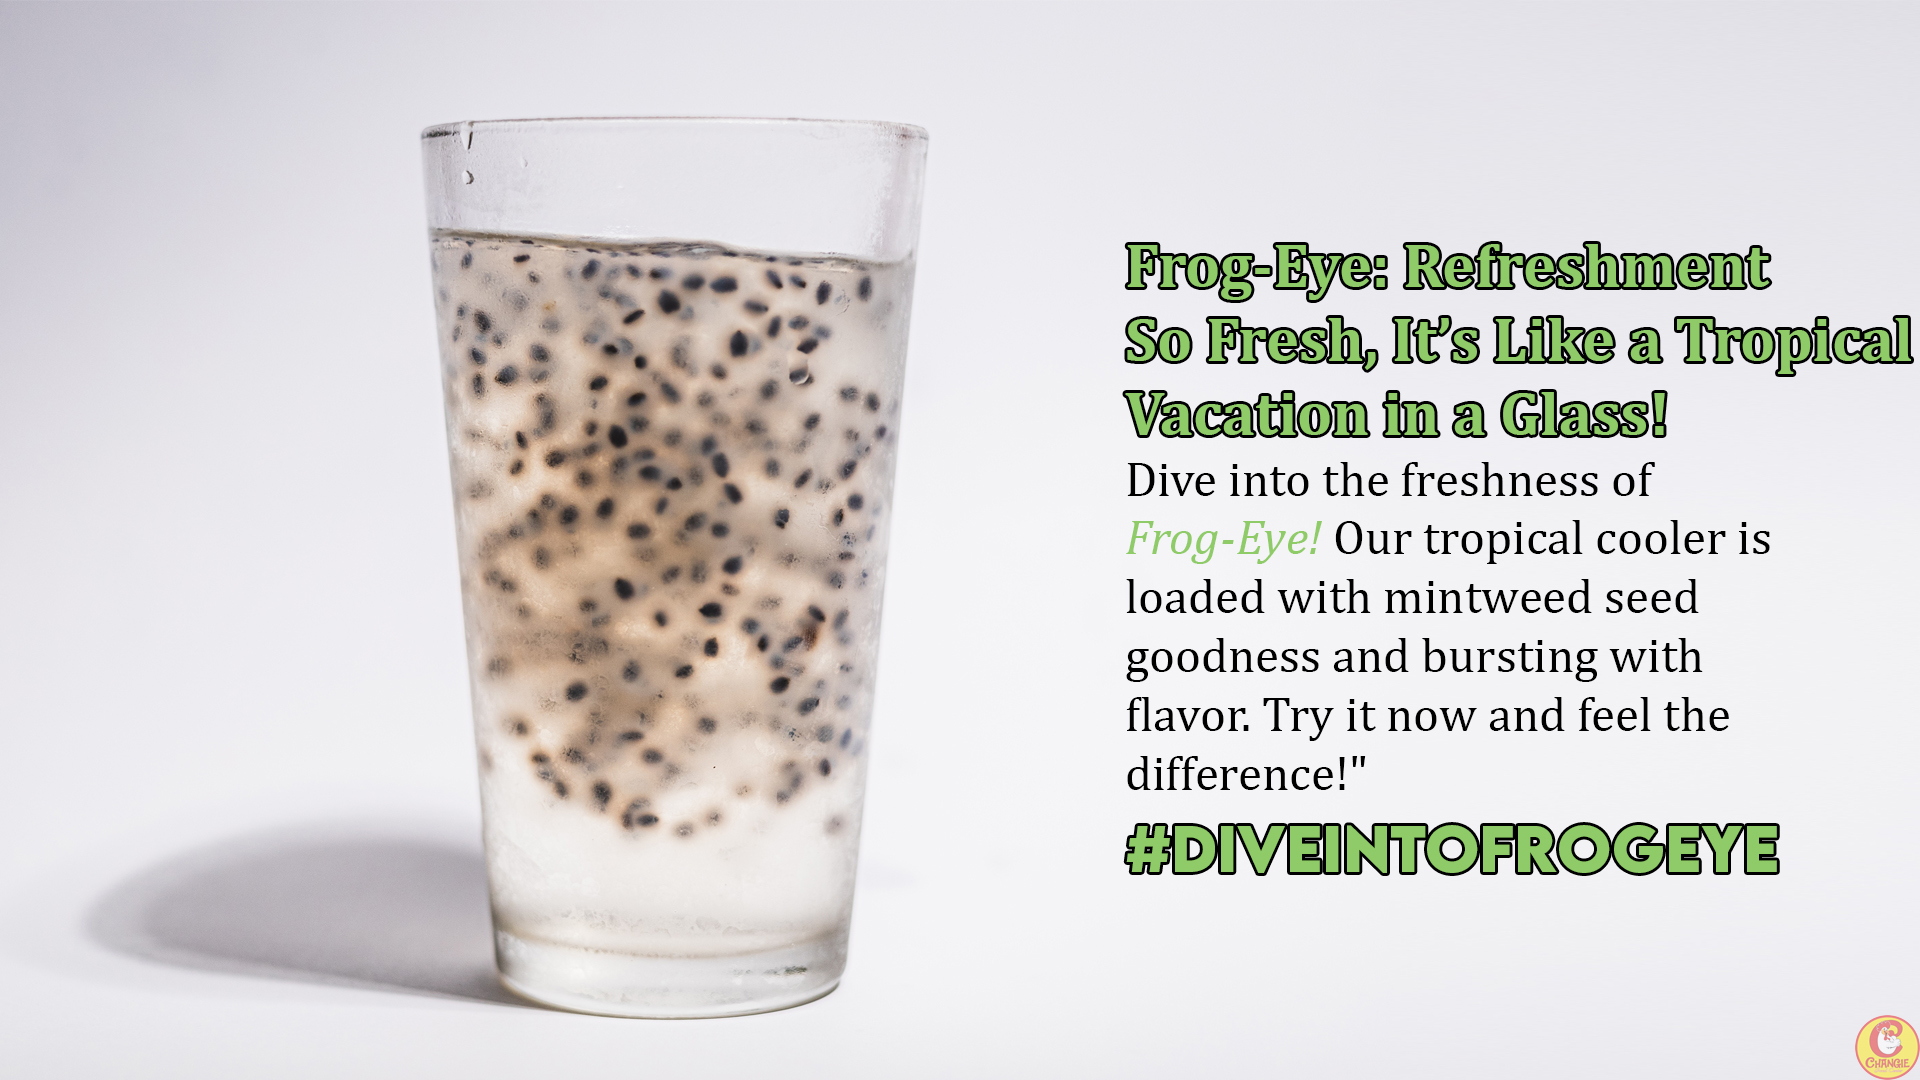 Frog-Eye: Refreshment
So Fresh, It’s Like a Tropical
Vacation in a Glass!
Dive into the freshness of
Frog-Eye! Our tropical cooler is
loaded with mintweed seed
goodness and bursting with
flavor. Try it now and feel the
difference!"
#DIVEINTOFROGEYE
CHANGIE